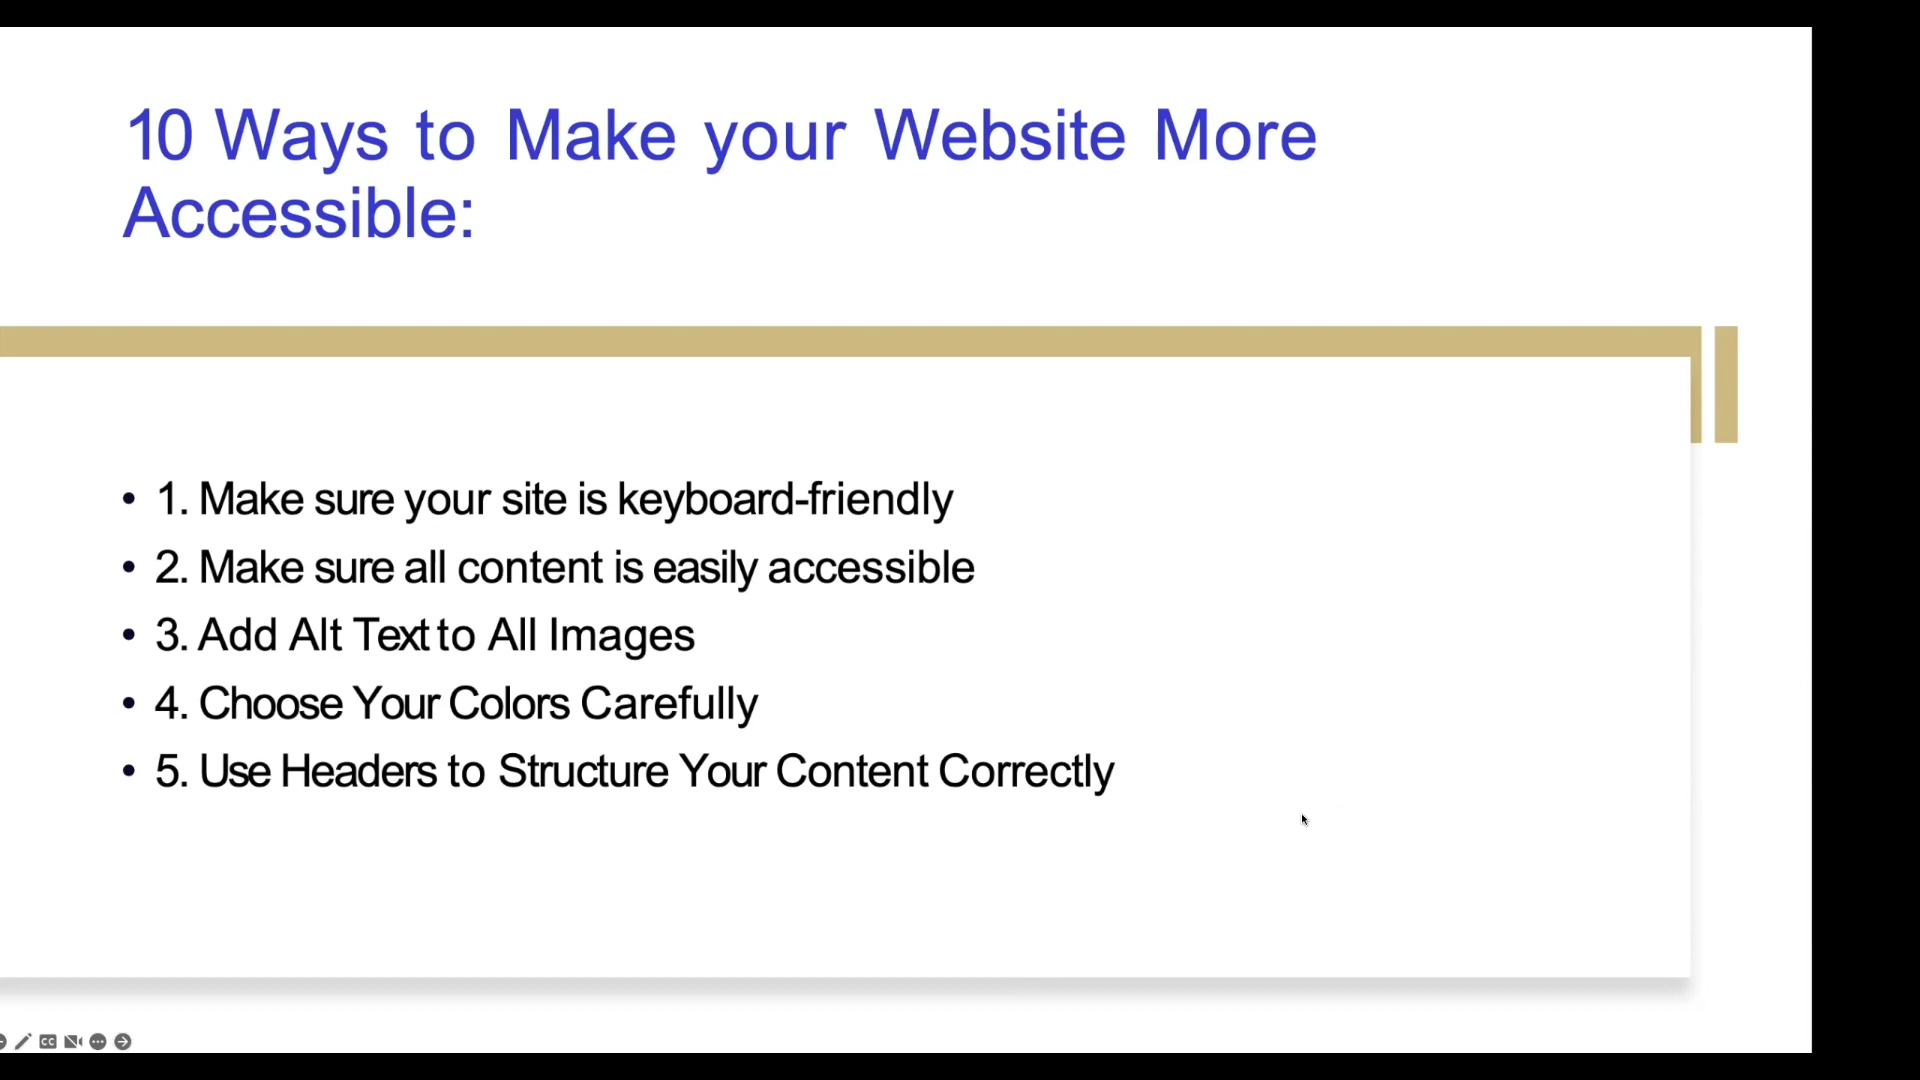 10 Ways to Make your Website More
Accessible:
• 1. Make sure your site is keyboard-friendly
• 2. Make sure all content is easily accessible
• 3. Add Alt Text to All Images
• 4. Choose Your Colors Carefully
• 5. Use Headers to Structure Your Content Correctly
CC